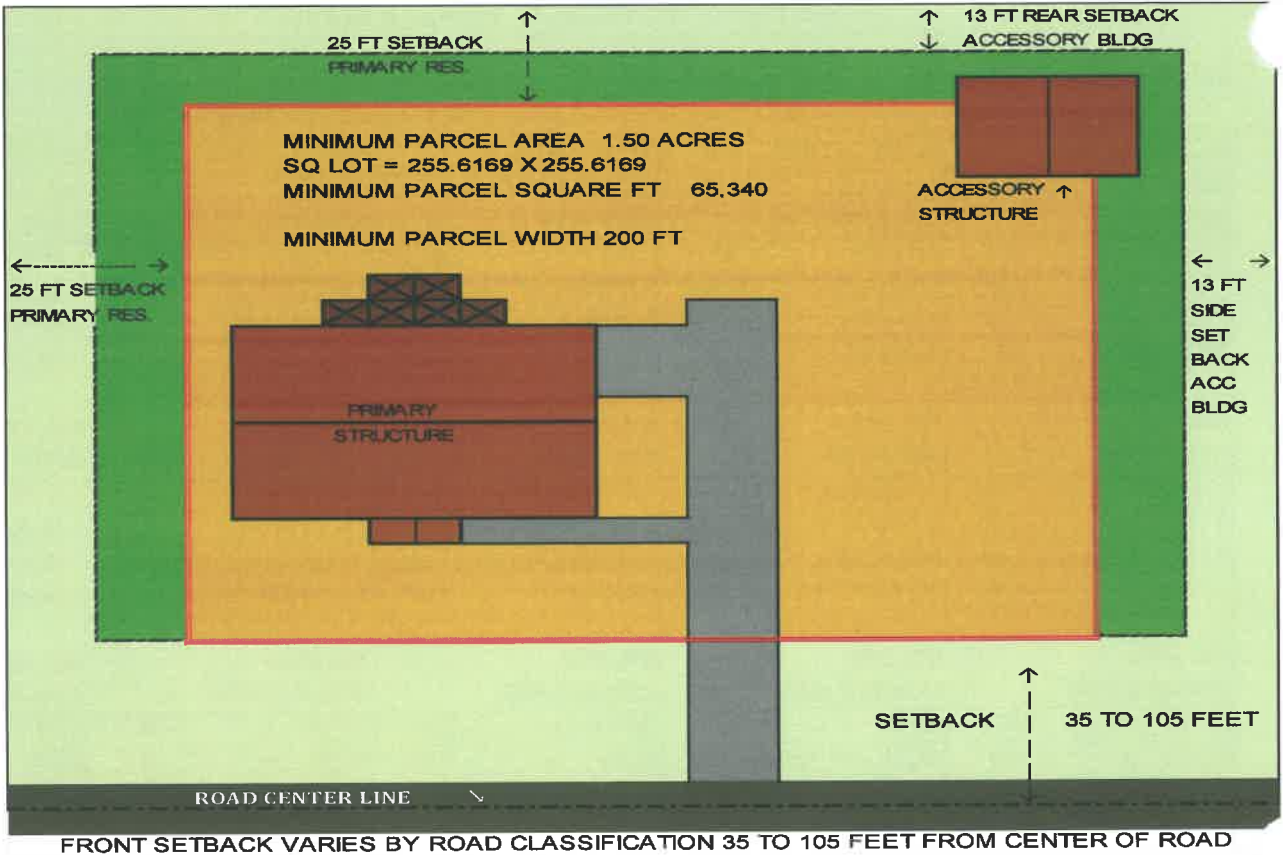 25 FT SETBACK
PRIMARY RES.
13 FT REAR SETBACK
ACCESSORY BLDG
MINIMUM PARCEL AREA 1.50 ACRES
SQ LOT = 255.6169 X 255.6169
MINIMUM PARCEL SQUARE FT 65,340
MINIMUM PARCEL WIDTH 200 FT
ACCESSORY
STRUCTURE
25 FT SETBACK
PRIMARY RES.
13 FT
SIDE
SET
BACK
ACC
BLDG
PRIMARY
STRUCTURE
SETBACK 35 TO 105 FEET
ROAD CENTER LINE
FRONT SETBACK VARIES BY ROAD CLASSIFICATION 35 TO 105 FEET FROM CENTER OF ROAD